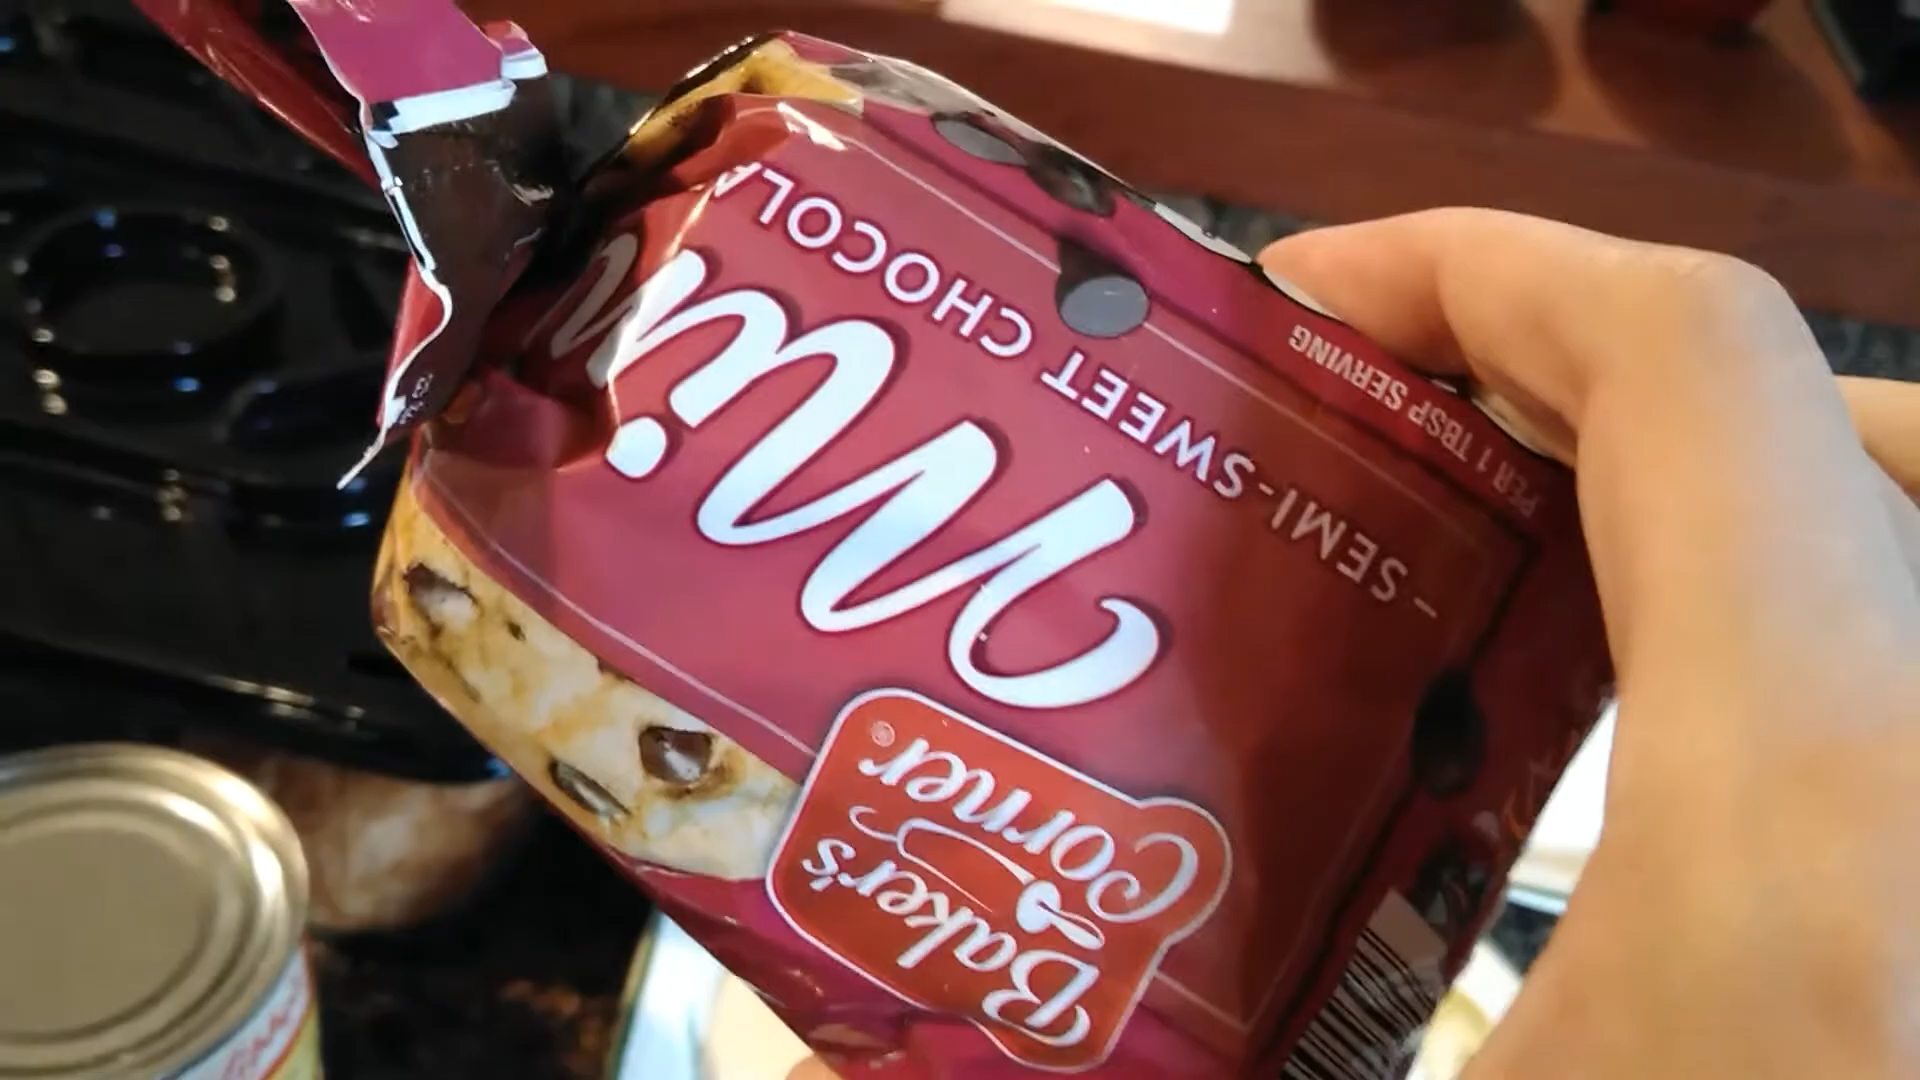 Baker's
Corner®
Mini
SEMI-SWEET CHOCOLA
PER 1 TBSP SERVING